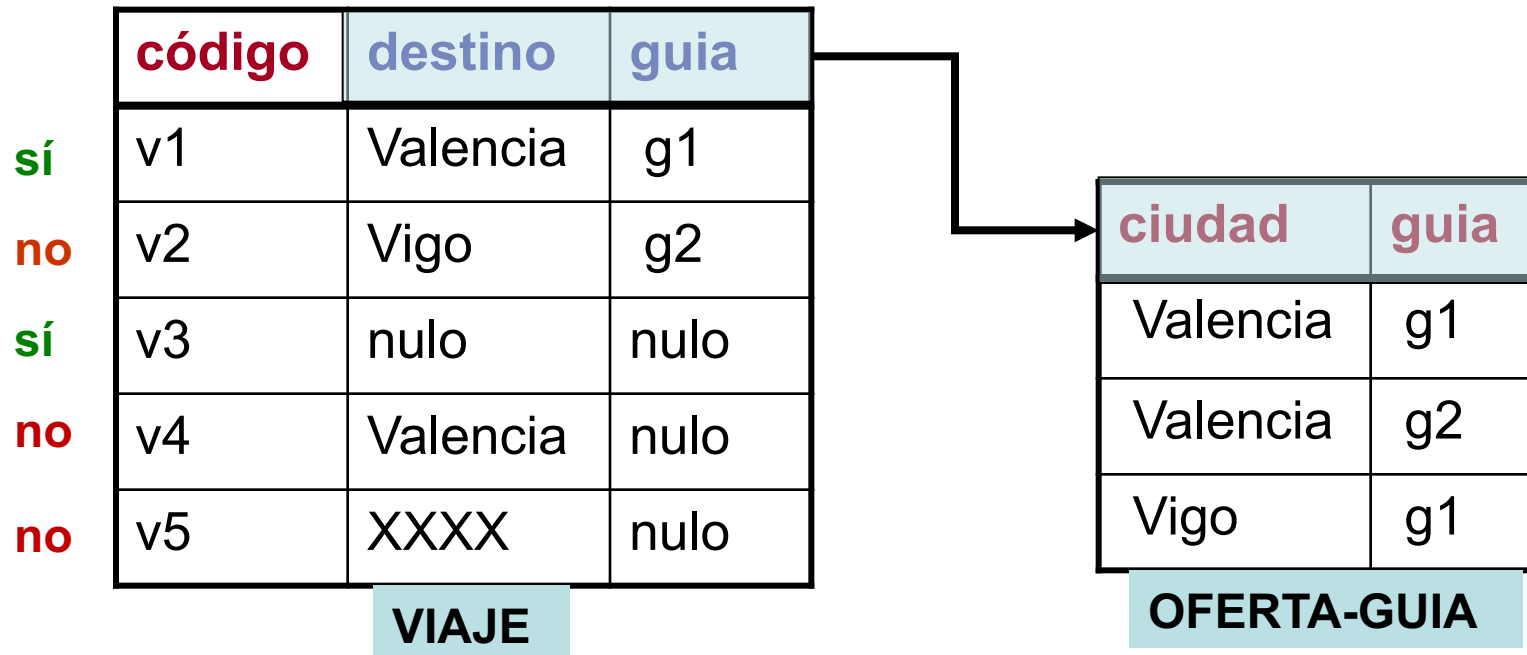 código destino guia
sí v1 Valencia g1
no v2 Vigo g2
sí v3 nulo nulo
no v4 Valencia nulo
no v5 XXXX nulo
VIAJE
ciudad guia
Valencia g1
Valencia g2
Vigo g1
OFERTA-GUIA